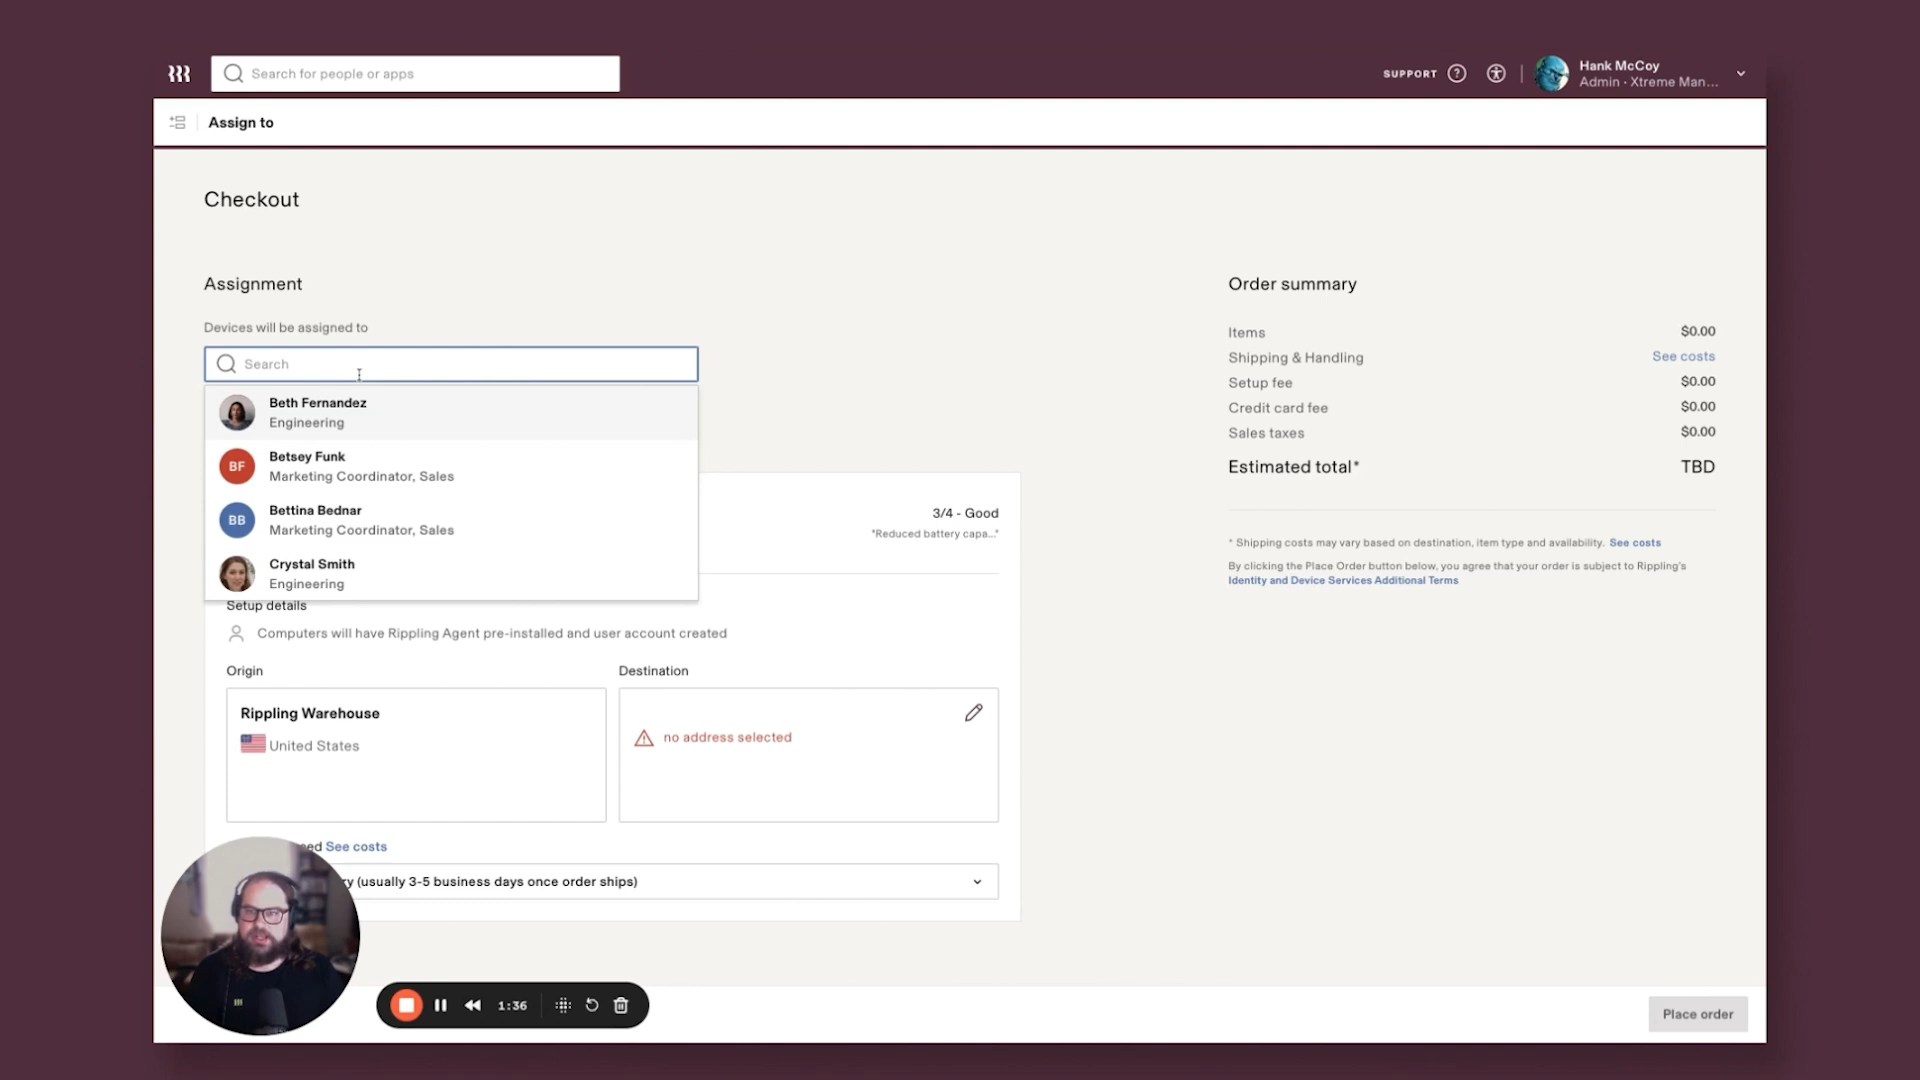 Search for people or apps
SUPPORT
Hank McCoy
Admin · Xtreme Man...
Assign to
Checkout
Assignment
Devices will be assigned to
Search
Beth Fernandez
Engineering
BF
Betsey Funk
Marketing Coordinator, Sales
BB
Bettina Bednar
Marketing Coordinator, Sales
Crystal Smith
Engineering
3/4 - Good
"Reduced battery capa..."
Setup details
Computers will have Rippling Agent pre-installed and user account created
Origin
Destination
Rippling Warehouse
United States
no address selected
See costs
(usually 3-5 business days once order ships)
1:36
Order summary
Items $0.00
Shipping & Handling See costs
Setup fee $0.00
Credit card fee $0.00
Sales taxes $0.00
Estimated total* TBD
* Shipping costs may vary based on destination, item type and availability. See costs
By clicking the Place Order button below, you agree that your order is subject to Rippling's
Identity and Device Services Additional Terms
Place order